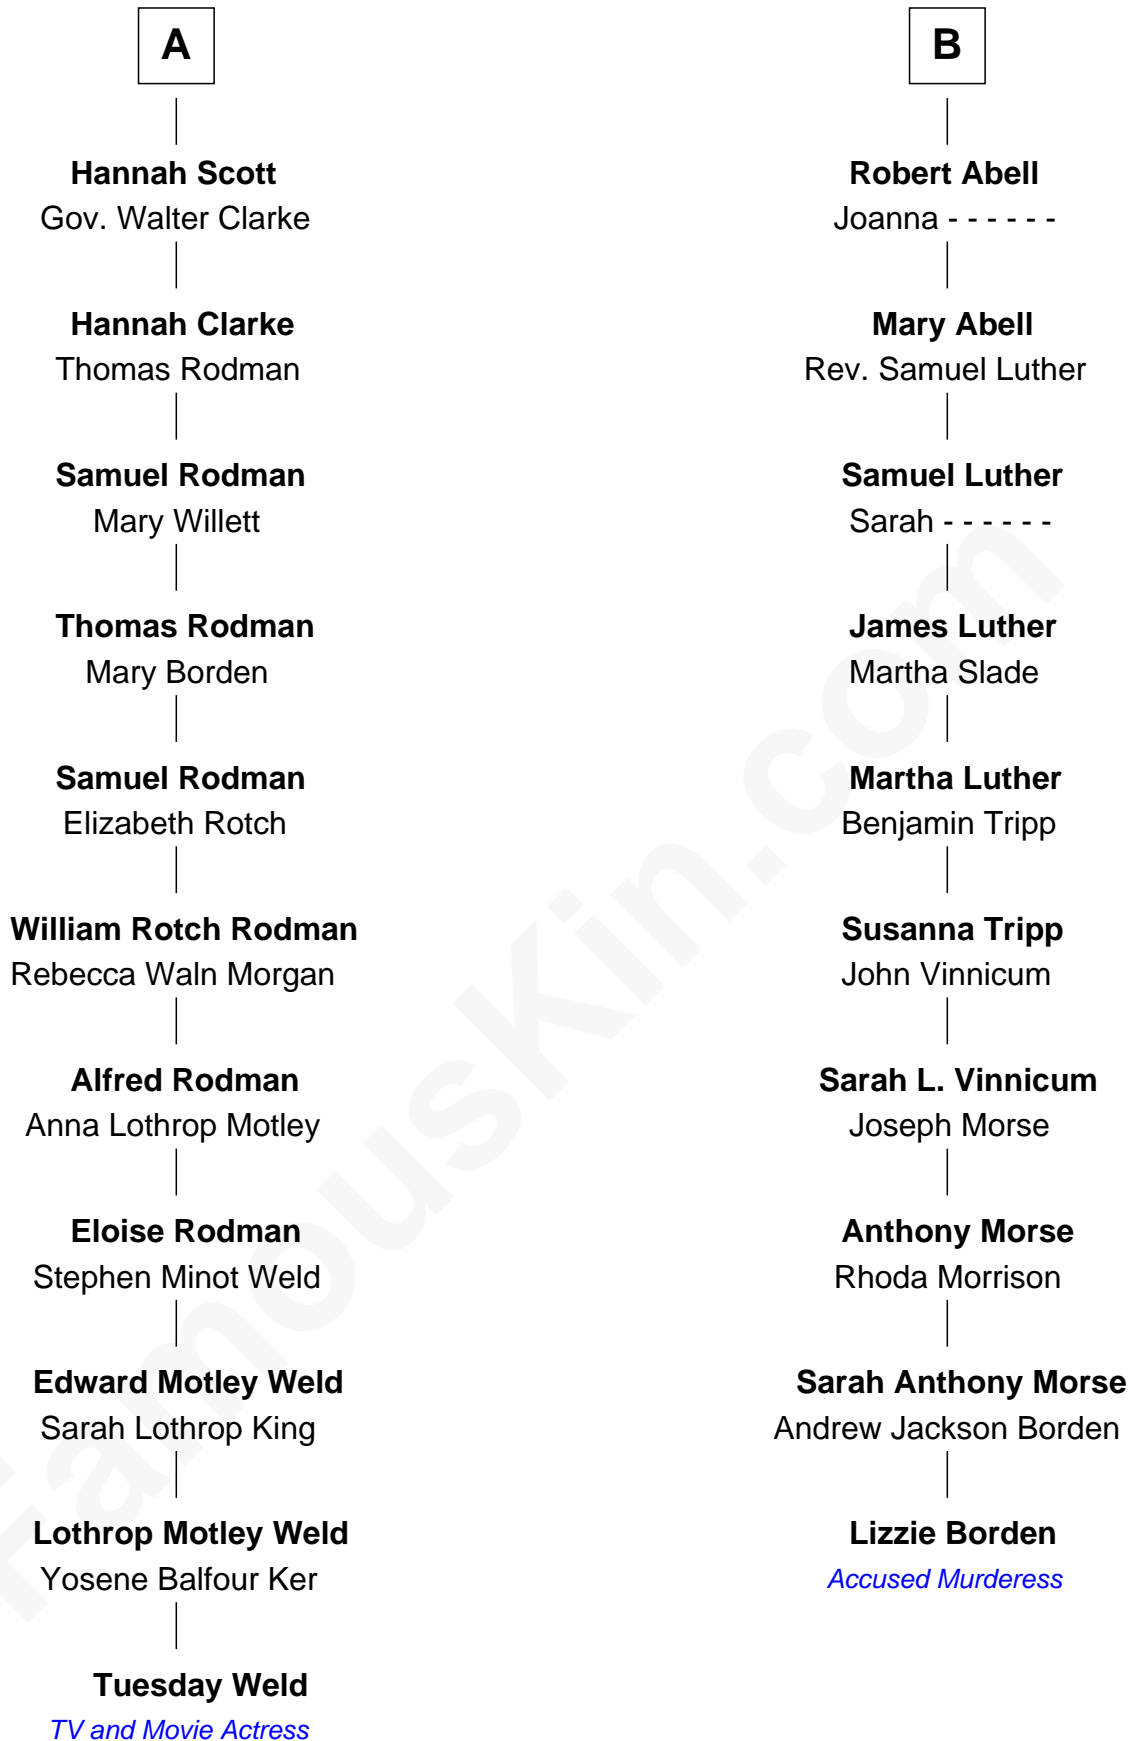 A
Hannah Scott
Gov. Walter Clarke
Hannah Clarke
Thomas Rodman
Samuel Rodman
Mary Willett
Thomas Rodman
Mary Borden
Samuel Rodman
Elizabeth Rotch
William Rotch Rodman
Rebecca Waln Morgan
Alfred Rodman
Anna Lothrop Motley
Eloise Rodman
Stephen Minot Weld
Edward Motley Weld
Sarah Lothrop King
Lothrop Motley Weld
Yosene Balfour Ker
Tuesday Weld
TV and Movie Actress
B
Robert Abell
Joanna - - - - - -
Mary Abell
Rev. Samuel Luther
Samuel Luther
Sarah - - - - - -
James Luther
Martha Slade
Martha Luther
Benjamin Tripp
Susanna Tripp
John Vinnicum
Sarah L. Vinnicum
Joseph Morse
Anthony Morse
Rhoda Morrison
Sarah Anthony Morse
Andrew Jackson Borden
Lizzie Borden
Accused Murderess
FamousKin.com